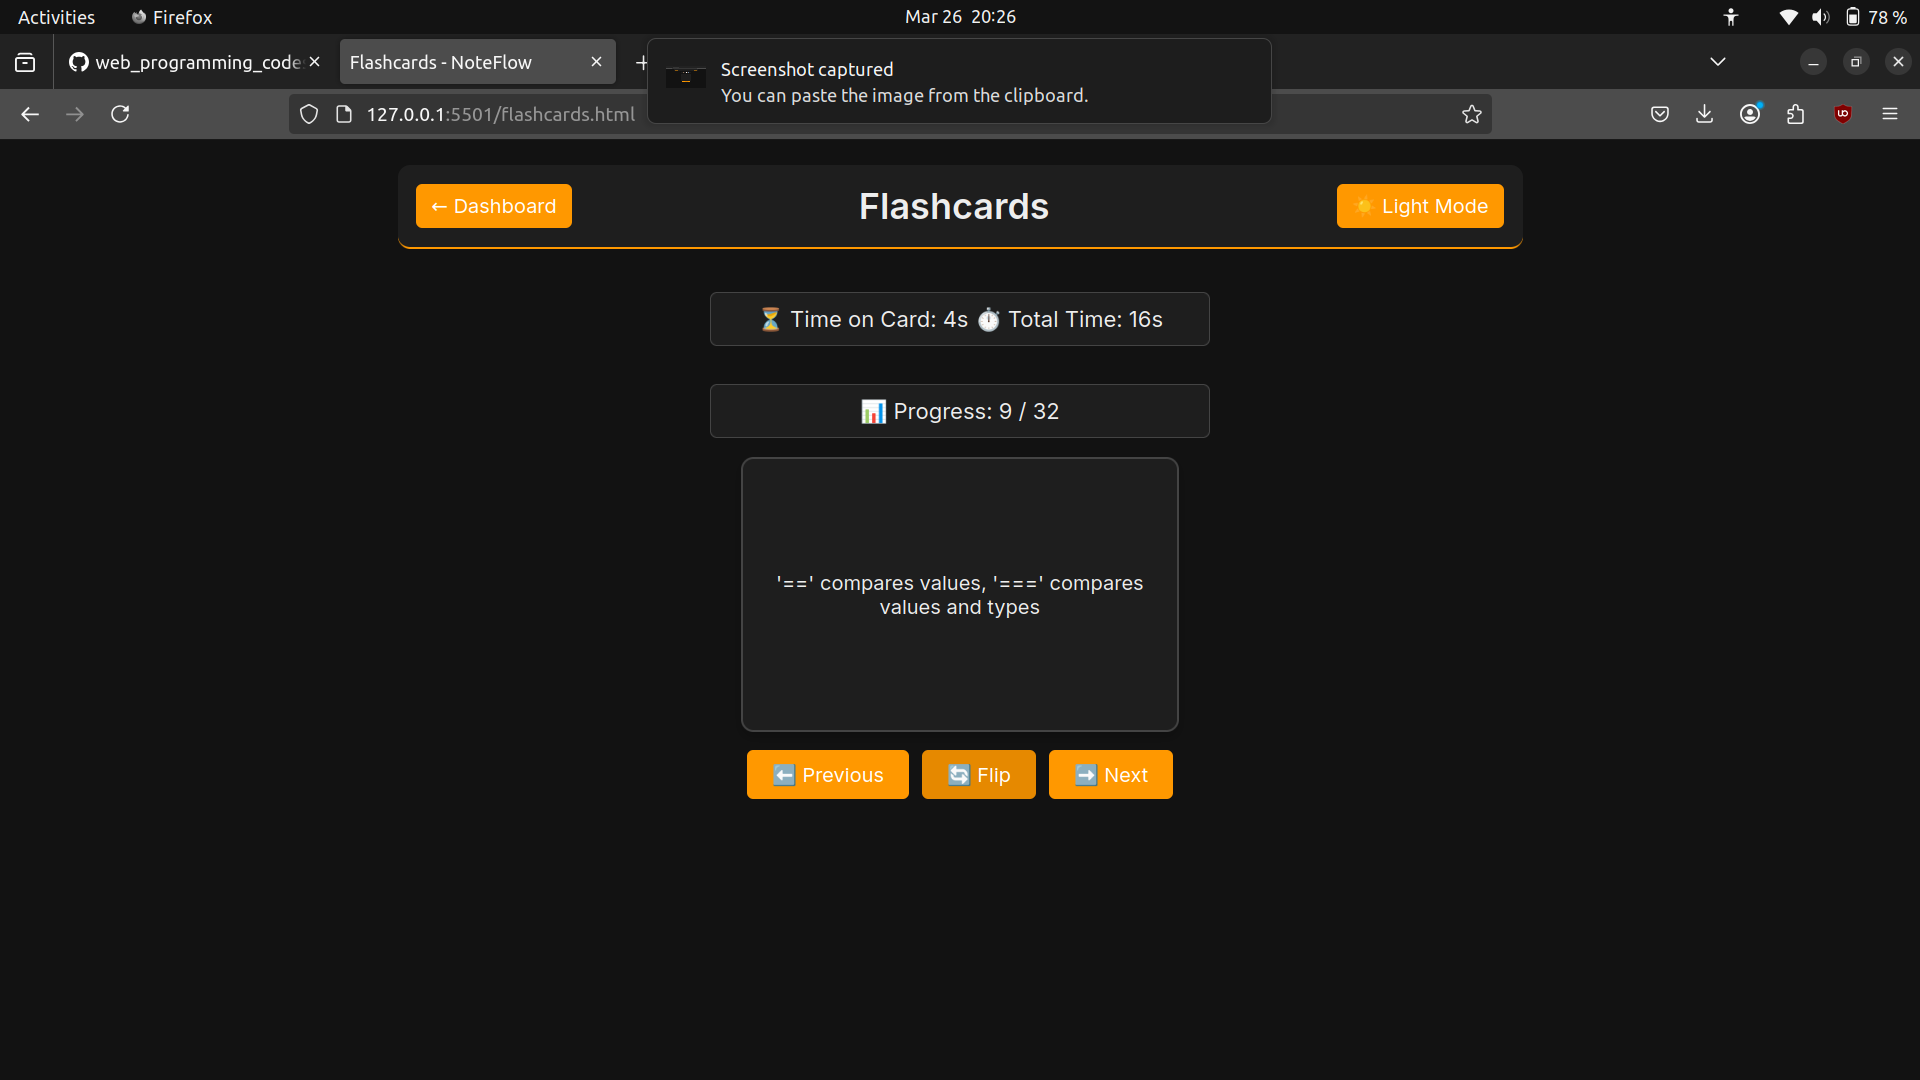 Activities
Firefox
Mar 26 20:26
78 %
web_programming_code
Flashcards - NoteFlow
Screenshot captured
You can paste the image from the clipboard.
127.0.0.1:5501/flashcards.html
← Dashboard
Flashcards
☀️ Light Mode
⏳ Time on Card: 4s ⏱️ Total Time: 16s
📊 Progress: 9 / 32
'==' compares values, '===' compares
values and types
⬅️ Previous
🔄 Flip
➡️ Next